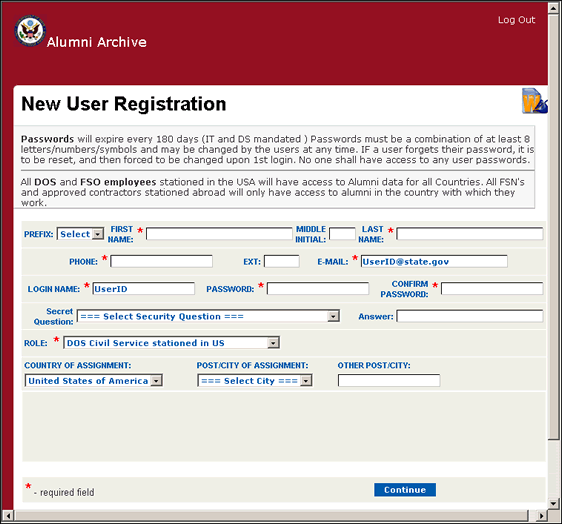 Log Out
Alumni Archive
New User Registration
Passwords will expire every 180 days (IT and DS mandated ) Passwords must be a combination of at least 8
letters/numbers/symbols and may be changed by the users at any time. IF a user forgets their password, it is
to be reset, and then forced to be changed upon 1st login. No one shall have access to any user passwords.
All DOS and FSO employees stationed in the USA will have access to Alumni data for all Countries. All FSN's
and approved contractors stationed abroad will only have access to alumni in the country with which they
work.
PREFIX: Select FIRST NAME: * MIDDLE INITIAL: LAST NAME: *
PHONE: * EXT: E-MAIL: * UserID@state.gov
LOGIN NAME: * UserID PASSWORD: * CONFIRM PASSWORD: *
Secret Question: === Select Security Question === Answer:
ROLE: * DOS Civil Service stationed in US
COUNTRY OF ASSIGNMENT: POST/CITY OF ASSIGNMENT: OTHER POST/CITY:
United States of America === Select City ===
* - required field Continue